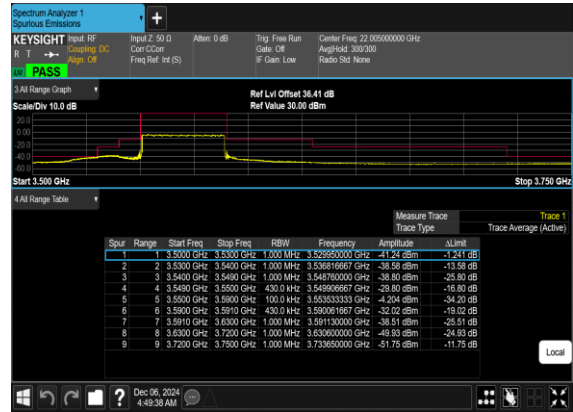 Spectrum Analyzer 1
Spurious Emissions
+
KEYSIGHT Input: RF Input Z: 50 Ω Atten: 0 dB Trig: Free Run Center Freq: 22.005000000 GHz
R T Coupling: DC Corr CCorr Gate: Off Avg|Hold: 300/300
Align: Off Freq Ref: Int (S) IF Gain: Low Radio Std: None
PASS
3 All Range Graph Ref Lvl Offset 36.41 dB
Scale/Div 10.0 dB Ref Value 30.00 dBm
20.0
0.00
-20.0
-40.0
-60.0
Start 3.500 GHz Stop 3.750 GHz
4 All Range Table
Measure Trace Trace 1
Trace Type Trace Average (Active)
Spur Range Start Freq Stop Freq RBW Frequency Amplitude ΔLimit
1 1 3.5000 GHz 3.5300 GHz 1.000 MHz 3.529950000 GHz -41.24 dBm -1.241 dB
2 2 3.5300 GHz 3.5400 GHz 1.000 MHz 3.536816667 GHz -38.58 dBm -13.58 dB
3 3 3.5400 GHz 3.5490 GHz 1.000 MHz 3.548760000 GHz -38.80 dBm -25.80 dB
4 4 3.5490 GHz 3.5500 GHz 430.0 kHz 3.549906667 GHz -29.80 dBm -16.80 dB
5 5 3.5500 GHz 3.5900 GHz 100.0 kHz 3.553533333 GHz -4.204 dBm -34.20 dB
6 6 3.5900 GHz 3.5910 GHz 430.0 kHz 3.590061667 GHz -32.02 dBm -19.02 dB
7 7 3.5910 GHz 3.6300 GHz 1.000 MHz 3.591130000 GHz -38.51 dBm -25.51 dB
8 8 3.6300 GHz 3.7200 GHz 1.000 MHz 3.630600000 GHz -49.93 dBm -24.93 dB
9 9 3.7200 GHz 3.7500 GHz 1.000 MHz 3.733650000 GHz -51.75 dBm -11.75 dB
Local
? Dec 06, 2024
4:49:38 AM